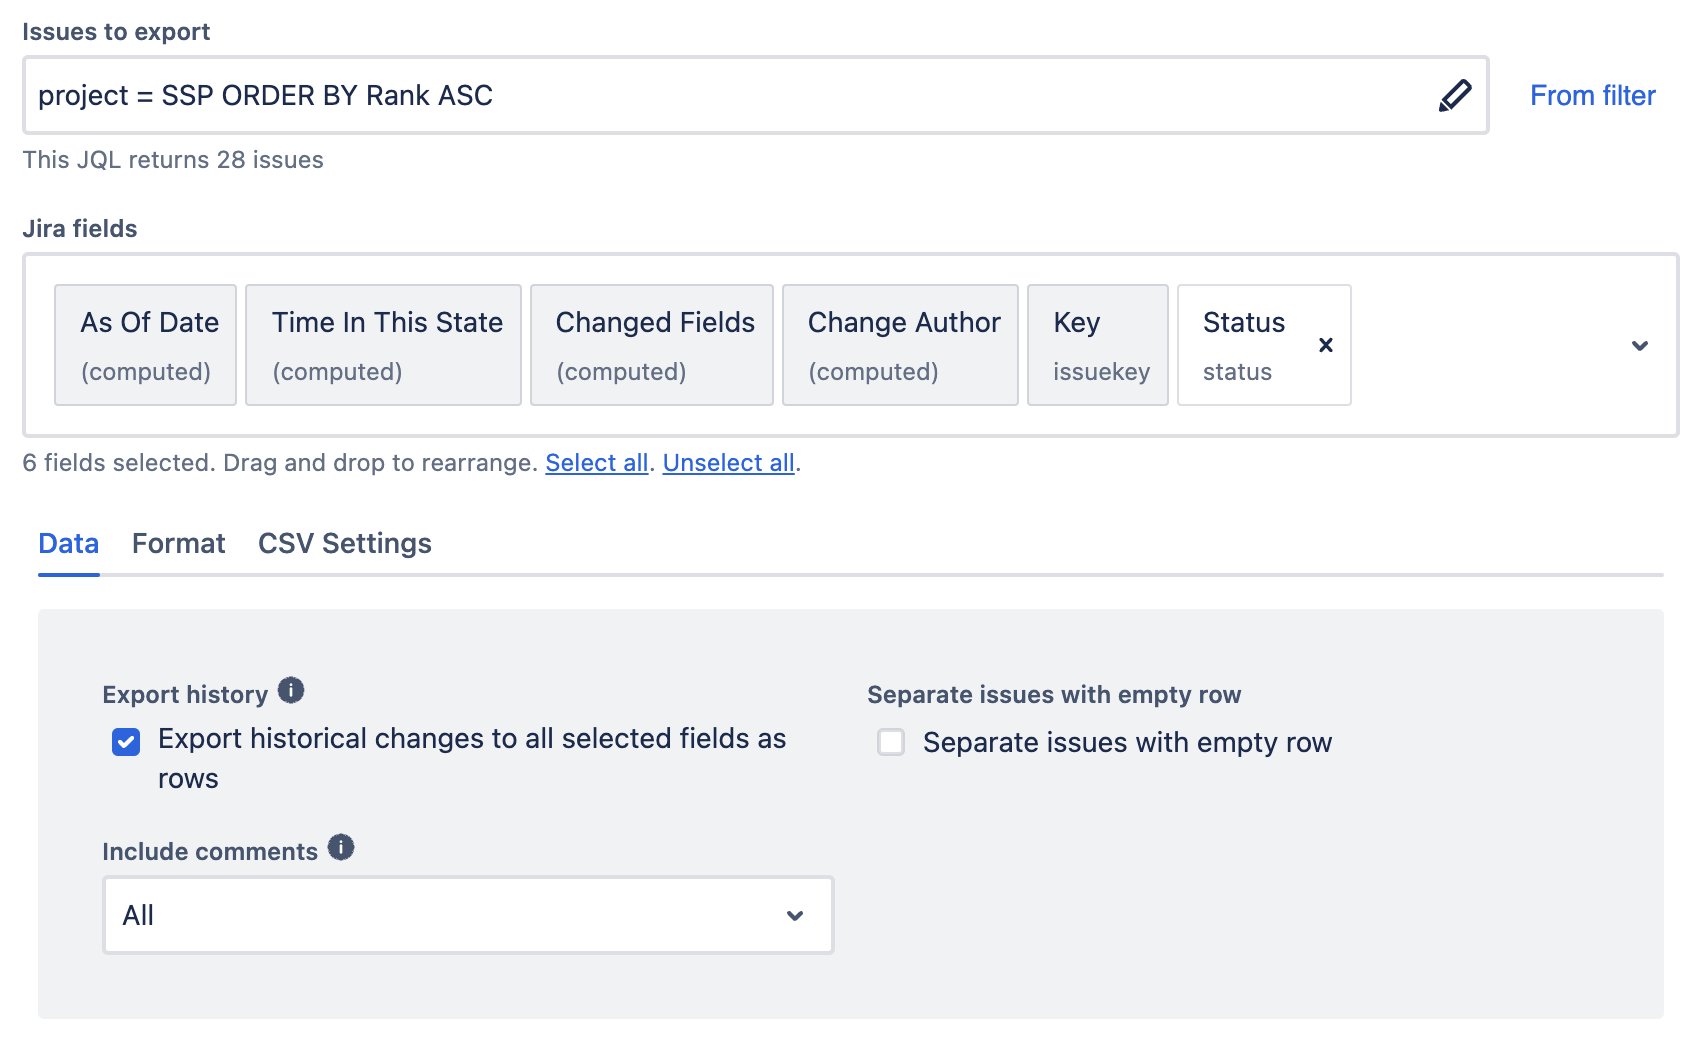 Issues to export
project = SSP ORDER BY Rank ASC
From filter
This JQL returns 28 issues
Jira fields
As Of Date Time In This State Changed Fields Change Author Key Status
(computed) (computed) (computed) (computed) issuekey status
6 fields selected. Drag and drop to rearrange. Select all. Unselect all.
Data Format CSV Settings
Export history
Export historical changes to all selected fields as
rows
Separate issues with empty row
Separate issues with empty row
Include comments
All